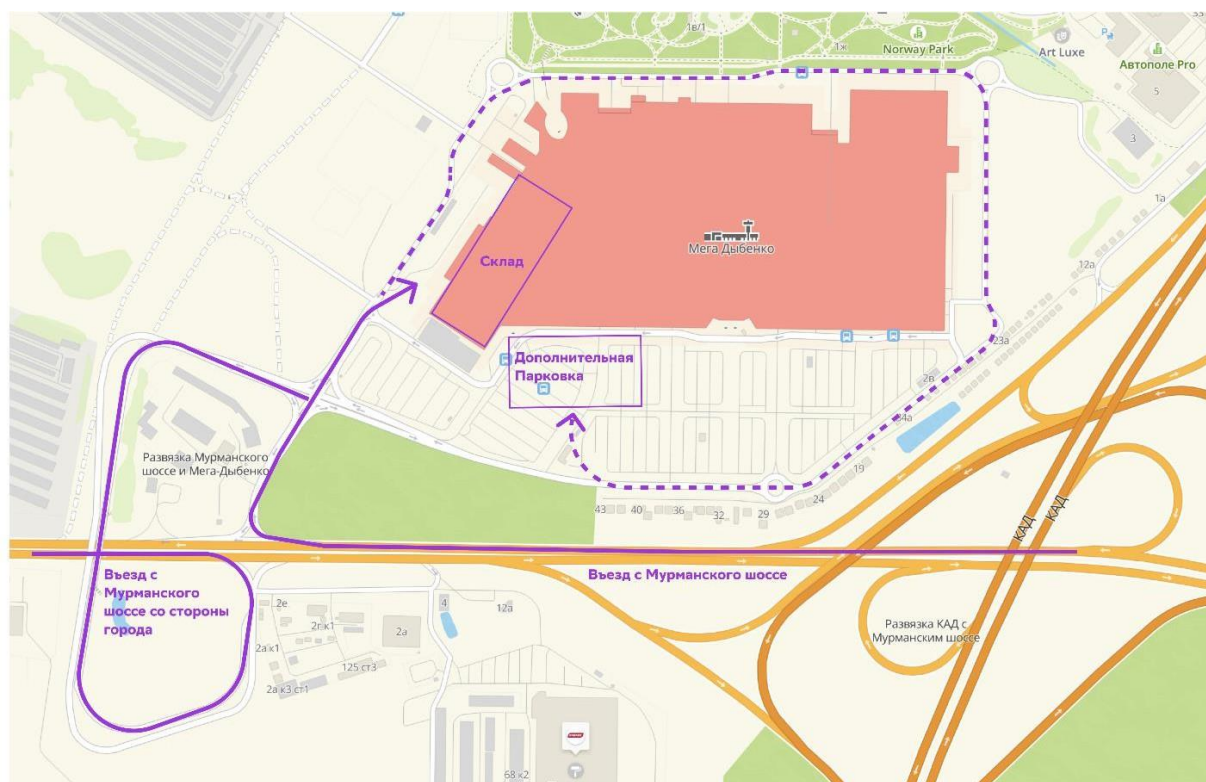 1в/1
1ж
Norway Park
Art Luxe
Автополе Pro
33
5
3
1а
12а
Мега Дыбенко
Склад
23а
Дополнительная
Парковка
2в
34а
19
24
29
32
36
40
43
Развязка Мурманского
шоссе и Мега-Дыбенко
КАД
КАД
Въезд с
Мурманского
шоссе со стороны
города
Въезд с Мурманского шоссе
Развязка КАД с
Мурманским шоссе
2е
2г к1
2а к1
2а
125 ст3
2а к3 ст1
4
12а
68 к2